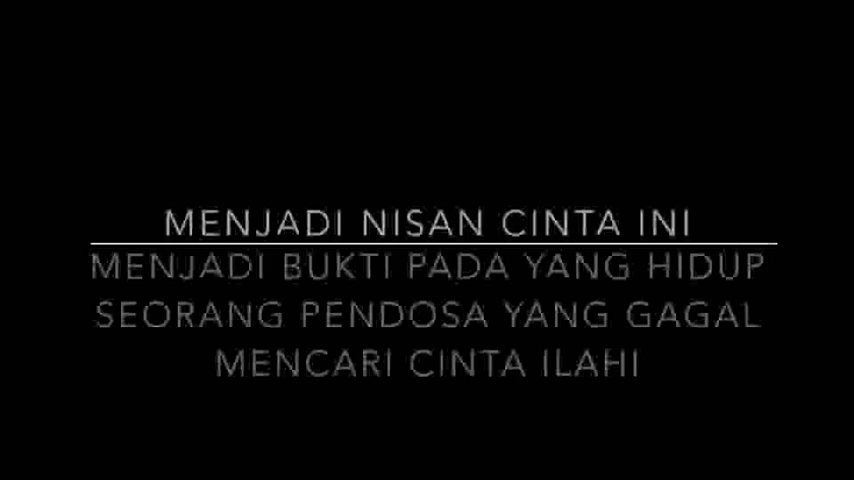 MENJADI NISAN CINTA INI
MENJADI BUKTI PADA YANG HIDUP
SEORANG PENDOSA YANG GAGAL
MENCARI CINTA ILAHI